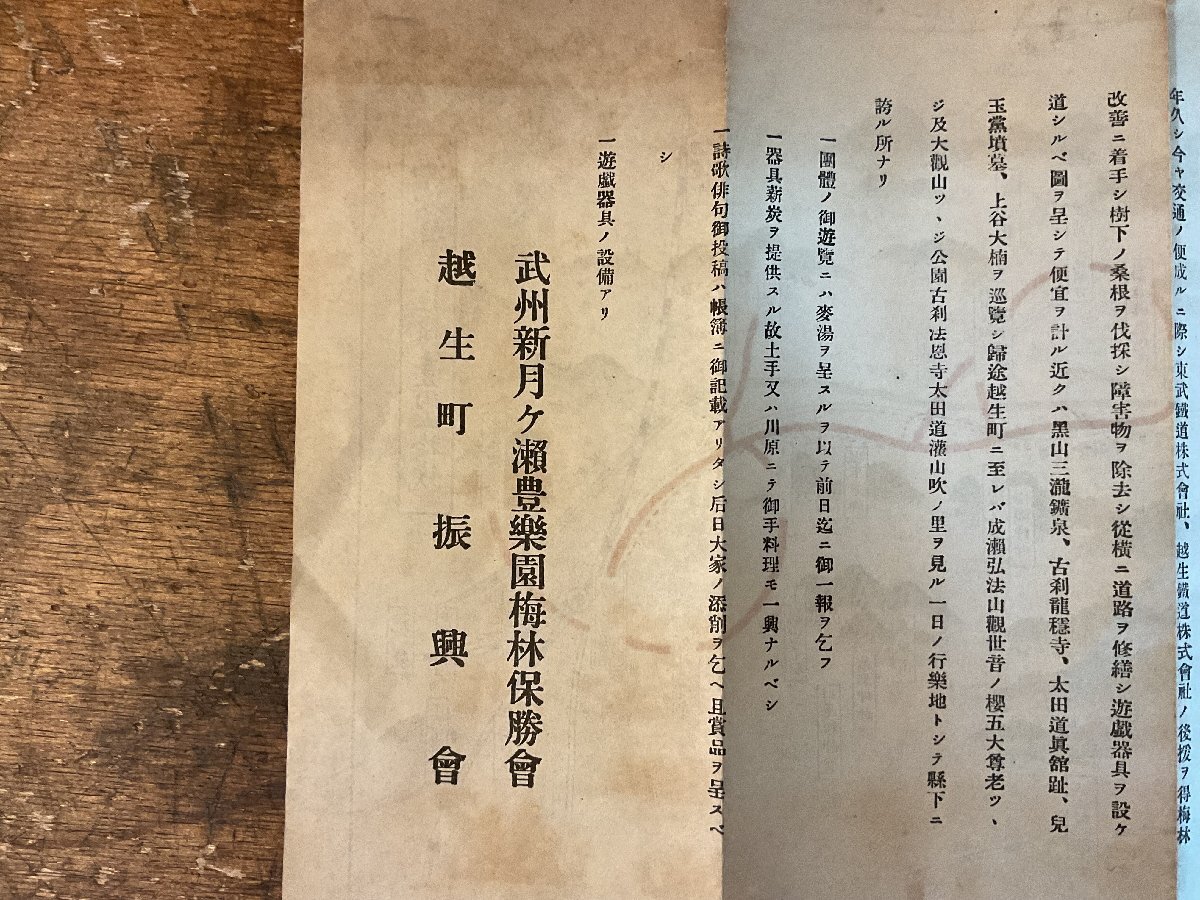 年久シ今ヤ交通ノ便成ルニ際シ東武鐵道株式會社、越生鐵道株式會社ノ後援ヲ得梅林
改善ニ着手シ樹下ノ桑根ヲ伐採シ障害物ヲ除去シ從横ニ道路ヲ修繕シ遊戯器具ヲ設ケ
道シルベ圖ヲ呈シテ便宜ヲ計ル近クハ黒山三瀧鑛泉、古刹龍穩寺、太田道眞舘趾、兒
玉黨墳墓、上谷大楠ヲ巡覽シ歸途越生町ニ至レバ成瀬弘法山觀世音ノ櫻五大尊老ツヽ
ジ及大觀山ツヽジ公園古刹法恩寺太田道灌山吹ノ里ヲ見ル一日ノ行樂地トシテ縣下ニ
誇ル所ナリ
一團體ノ御遊覽ニハ麥湯ヲ呈スルヲ以テ前日迄ニ御一報ヲ乞フ
一器具薪炭ヲ提供スル故土手又ハ川原ニテ御手料理モ一興ナルベシ
一詩歌俳句御投稿ハ帳簿ニ御記載アリタシ后日大家ノ添削ヲ乞ヘ且賞品ヲ呈スベ
シ
一遊戯器具ノ設備アリ
武州新月ケ瀬豊樂園梅林保勝會
越生町振興會